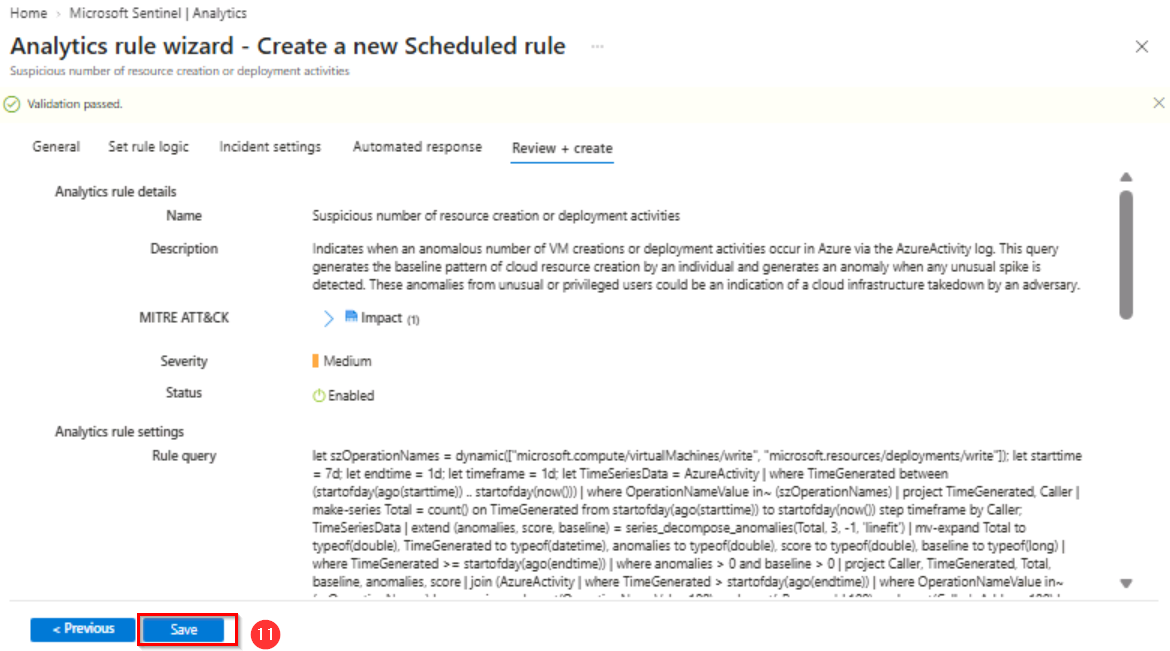 Home > Microsoft Sentinel | Analytics
Analytics rule wizard - Create a new Scheduled rule ...
Suspicious number of resource creation or deployment activities
Validation passed.
General Set rule logic Incident settings Automated response Review + create
Analytics rule details
Name Suspicious number of resource creation or deployment activities
Description Indicates when an anomalous number of VM creations or deployment activities occur in Azure via the AzureActivity log. This query
generates the baseline pattern of cloud resource creation by an individual and generates an anomaly when any unusual spike is
detected. These anomalies from unusual or privileged users could be an indication of a cloud infrastructure takedown by an adversary.
MITRE ATT&CK Impact (1)
Severity Medium
Status Enabled
Analytics rule settings
Rule query let szOperationNames = dynamic(["microsoft.compute/virtualMachines/write", "microsoft.resources/deployments/write"]); let starttime
= 7d; let endtime = 1d; let timeframe = 1d; let TimeSeriesData = AzureActivity | where TimeGenerated between
(startofday(ago(starttime)) .. startofday(now())) | where OperationNameValue in~ (szOperationNames) | project TimeGenerated, Caller |
make-series Total = count() on TimeGenerated from startofday(ago(starttime)) to startofday(now()) step timeframe by Caller;
TimeSeriesData | extend (anomalies, score, baseline) = series_decompose_anomalies(Total, 3, -1, 'linefit') | mv-expand Total to
typeof(double), TimeGenerated to typeof(datetime), anomalies to typeof(double), score to typeof(double), baseline to typeof(long) |
where TimeGenerated >= startofday(ago(endtime)) | where anomalies > 0 and baseline > 0 | project Caller, TimeGenerated, Total,
baseline, anomalies, score | join (AzureActivity | where TimeGenerated > startofday(ago(endtime)) | where OperationNameValue in~
< Previous Save 11